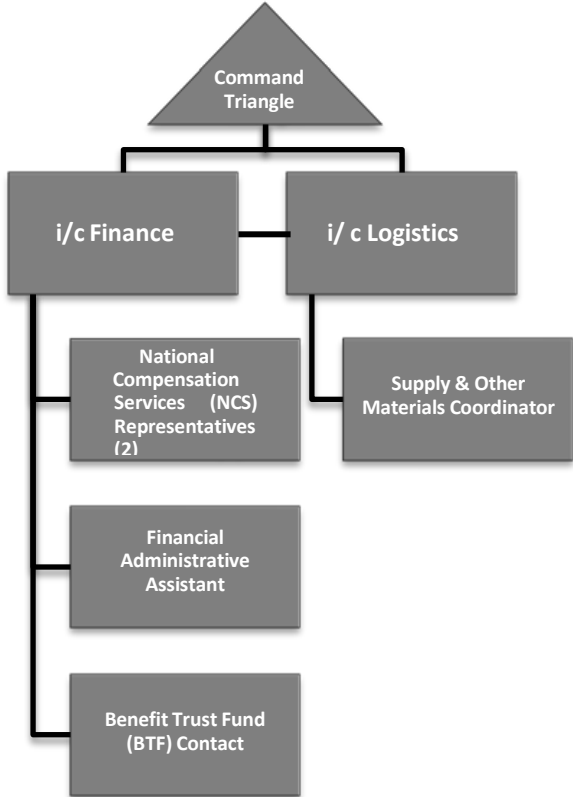 Command
Triangle
i/c Finance
i/ c Logistics
National
Compensation
Services (NCS)
Representatives
(2)
Supply & Other
Materials Coordinator
Financial
Administrative
Assistant
Benefit Trust Fund
(BTF) Contact